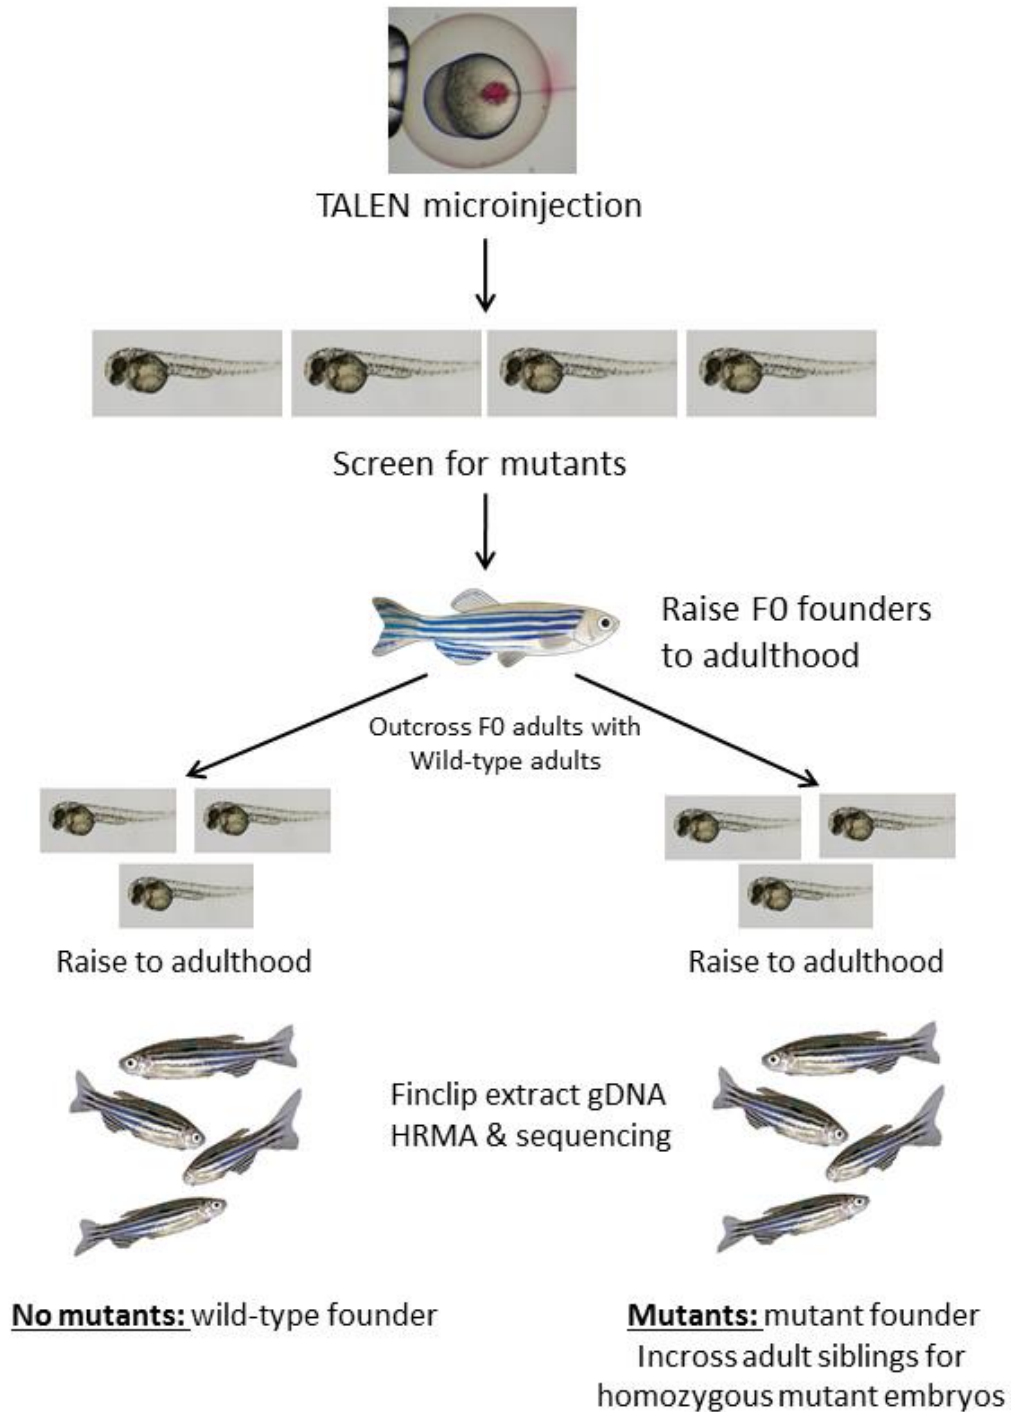 TALEN microinjection
Screen for mutants
Raise F0 founders
to adulthood
Outcross F0 adults with
Wild-type adults
Raise to adulthood
Raise to adulthood
Finclip extract gDNA
HRMA & sequencing
No mutants: wild-type founder
Mutants: mutant founder
Incross adult siblings for
homozygous mutant embryos